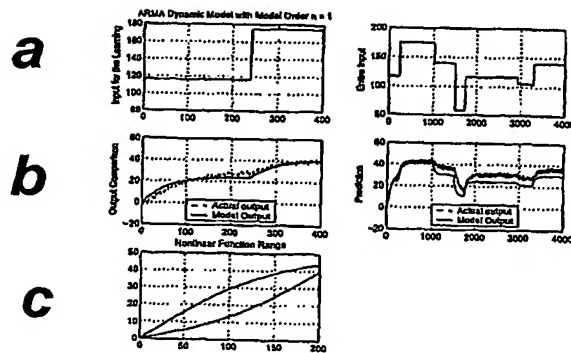 ARMA Dynamic Model with Model Order n = 
a
Input for the Learning
180
160
140
120
100
80
0 100 200 300 400
Entire Input
200
150
100
50
0 1000 2000 3000 4000
b
Output Comparison
60
40
20
0
-20
0 100 200 300 400
Actual output
Model Output
Prediction
60
40
20
0
-20
0 1000 2000 3000 4000
Actual output
Model Output
Nonlinear Function Range
c
50
40
30
20
10
0
0 50 100 150 200